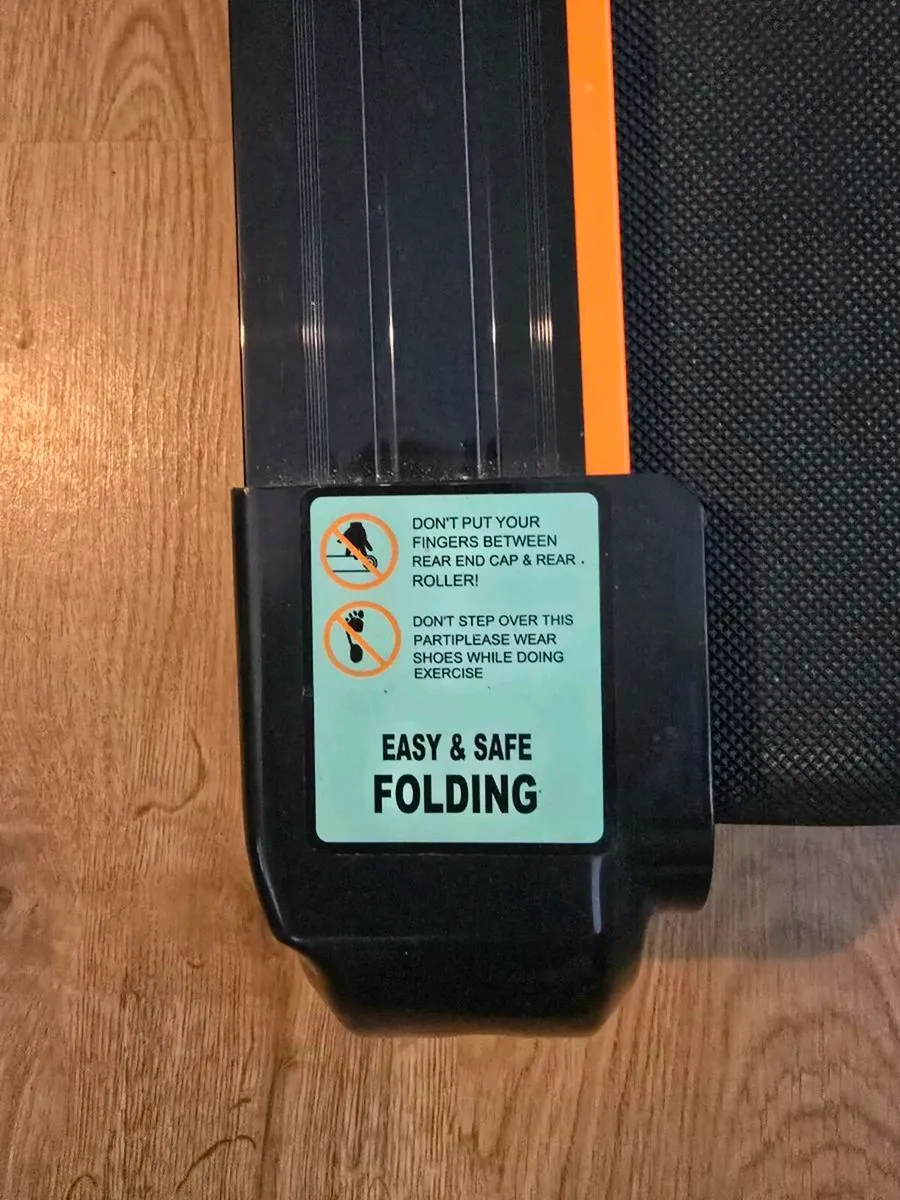 DON'T PUT YOUR
FINGERS BETWEEN
REAR END CAP & REAR
ROLLER!
DON'T STEP OVER THIS
PARTIPLEASE WEAR
SHOES WHILE DOING
EXERCISE
EASY & SAFE
FOLDING